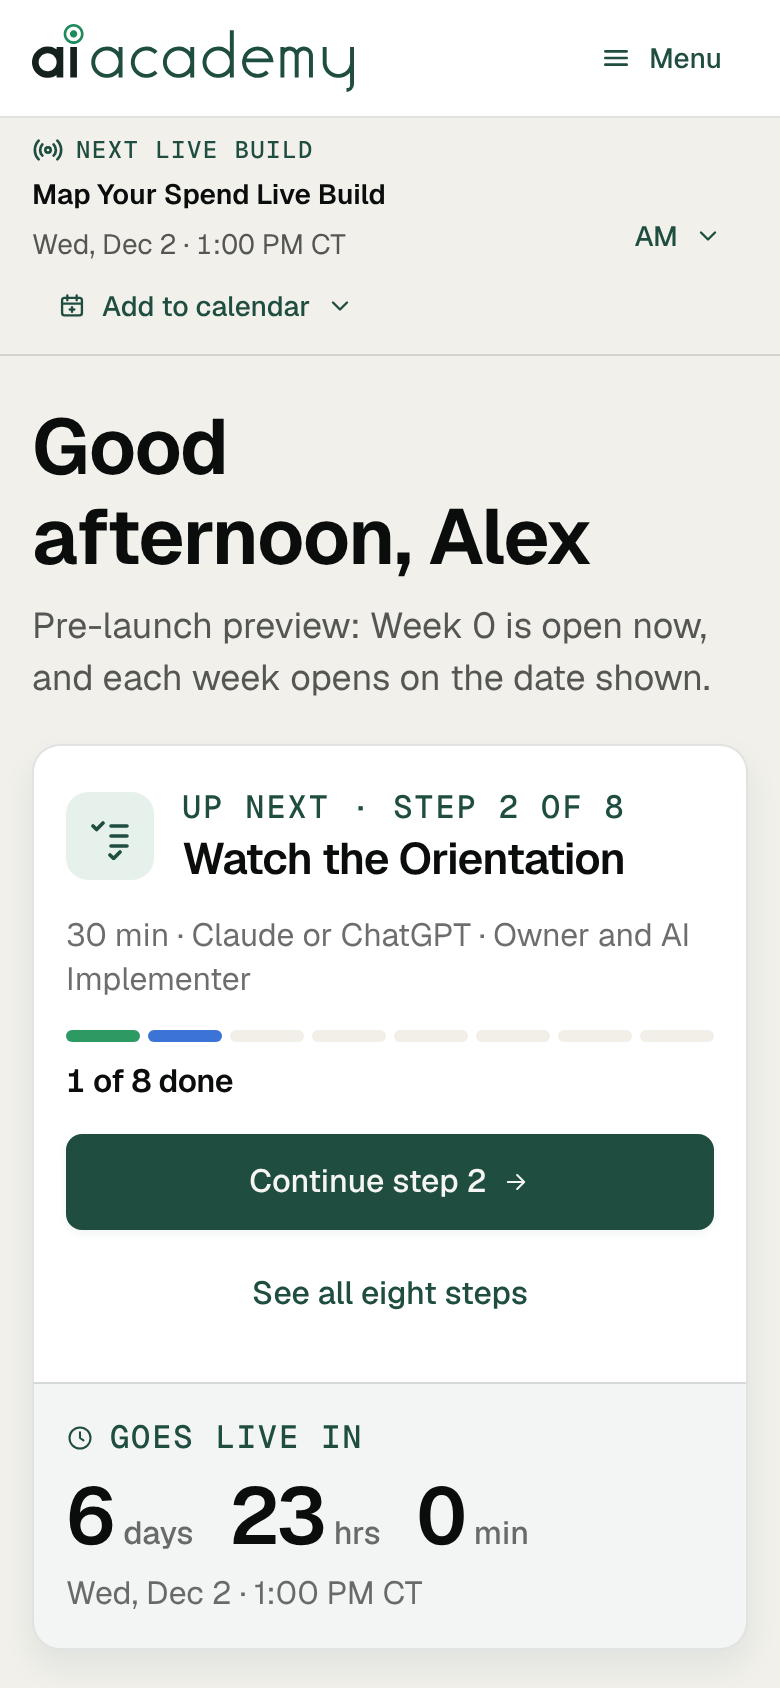 ai academy
Menu
NEXT LIVE BUILD
Map Your Spend Live Build
Wed, Dec 2 · 1:00 PM CT
AM
Add to calendar
Good
afternoon, Alex
Pre-launch preview: Week 0 is open now,
and each week opens on the date shown.
UP NEXT · STEP 2 OF 8
Watch the Orientation
30 min · Claude or ChatGPT · Owner and AI
Implementer
1 of 8 done
Continue step 2 →
See all eight steps
GOES LIVE IN
6 days 23 hrs 0 min
Wed, Dec 2 · 1:00 PM CT